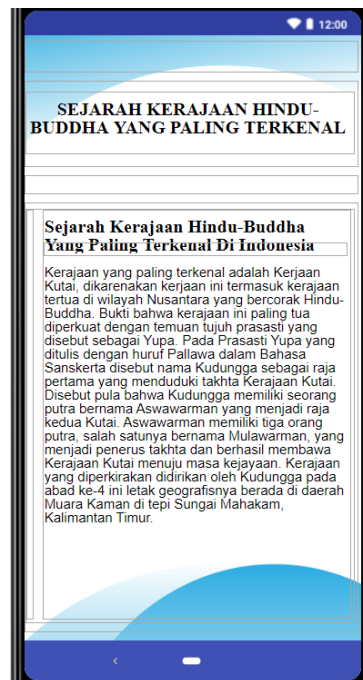 12:00
SEJARAH KERAJAAN HINDU-
BUDDHA YANG PALING TERKENAL
Sejarah Kerajaan Hindu-Buddha
Yang Paling Terkenal Di Indonesia
Kerajaan yang paling terkenal adalah Kerjaan
Kutai, dikarenakan kerjaan ini termasuk kerajaan
tertua di wilayah Nusantara yang bercorak Hindu-
Buddha. Bukti bahwa kerajaan ini paling tua
diperkuat dengan temuan tujuh prasasti yang
disebut sebagai Yupa. Pada Prasasti Yupa yang
ditulis dengan huruf Pallawa dalam Bahasa
Sanskerta disebut nama Kudungga sebagai raja
pertama yang menduduki takhta Kerajaan Kutai.
Disebut pula bahwa Kudungga memiliki seorang
putra bernama Aswawarman yang menjadi raja
kedua Kutai. Aswawarman memiliki tiga orang
putra, salah satunya bernama Mulawarman, yang
menjadi penerus takhta dan berhasil membawa
Kerajaan Kutai menuju masa kejayaan. Kerajaan
yang diperkirakan didirikan oleh Kudungga pada
abad ke-4 ini letak geografisnya berada di daerah
Muara Kaman di tepi Sungai Mahakam,
Kalimantan Timur.